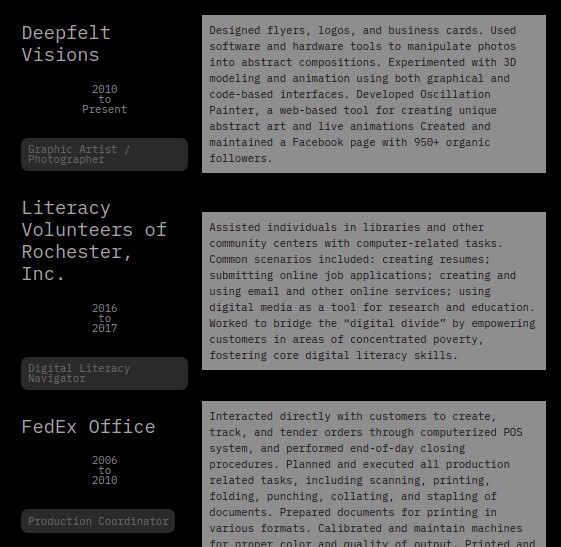 Deepfelt
Visions
2010
to
Present
Graphic Artist /
Photographer
Designed flyers, logos, and business cards. Used
software and hardware tools to manipulate photos
into abstract compositions. Experimented with 3D
modeling and animation using both graphical and
code-based interfaces. Developed Oscillation
Painter, a web-based tool for creating unique
abstract art and live animations Created and
maintained a Facebook page with 950+ organic
followers.
Literacy
Volunteers of
Rochester,
Inc.
2016
to
2017
Digital Literacy
Navigator
Assisted individuals in libraries and other
community centers with computer-related tasks.
Common scenarios included: creating resumes;
submitting online job applications; creating and
using email and other online services; using
digital media as a tool for research and education.
Worked to bridge the “digital divide” by empowering
customers in areas of concentrated poverty,
fostering core digital literacy skills.
FedEx Office
2006
to
2010
Production Coordinator
Interacted directly with customers to create,
track, and tender orders through computerized POS
system, and performed end-of-day closing
procedures. Planned and executed all production
related tasks, including scanning, printing,
folding, punching, collating, and stapling of
documents. Prepared documents for printing in
various formats. Calibrated and maintain machines
for proper color and quality of output. Printed and